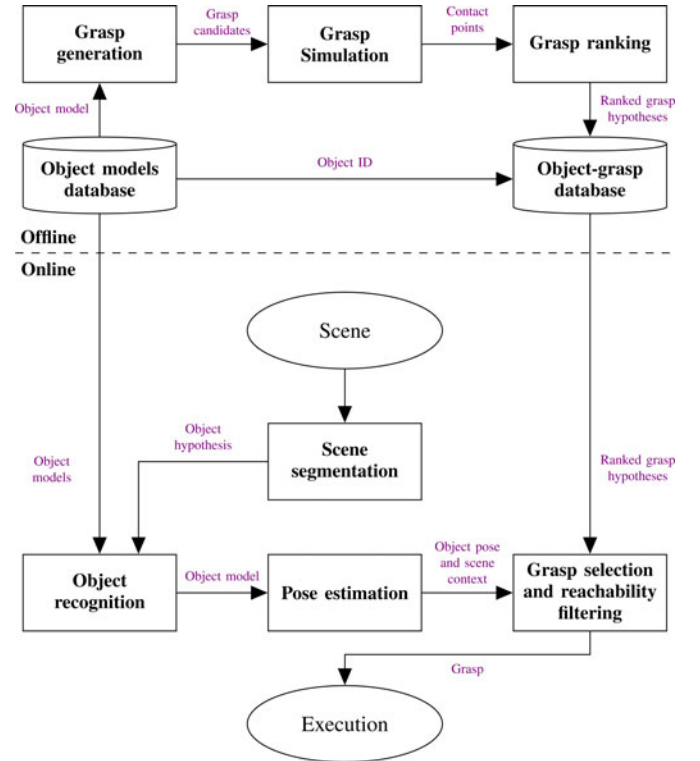 Grasp
generation
Grasp
candidates
Grasp
Simulation
Contact
points
Grasp ranking
Object model
Ranked grasp
hypotheses
Object models
database
Object ID
Object-grasp
database
Offline
Online
Scene
Object
hypothesis
Scene
segmentation
Object
models
Ranked grasp
hypotheses
Object
recognition
Object model
Pose estimation
Object pose
and scene
context
Grasp selection
and reachability
filtering
Grasp
Execution